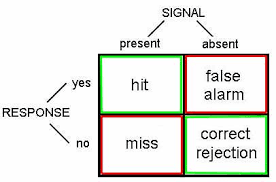 SIGNAL
present absent
yes hit false
alarm
RESPONSE
no miss correct
rejection